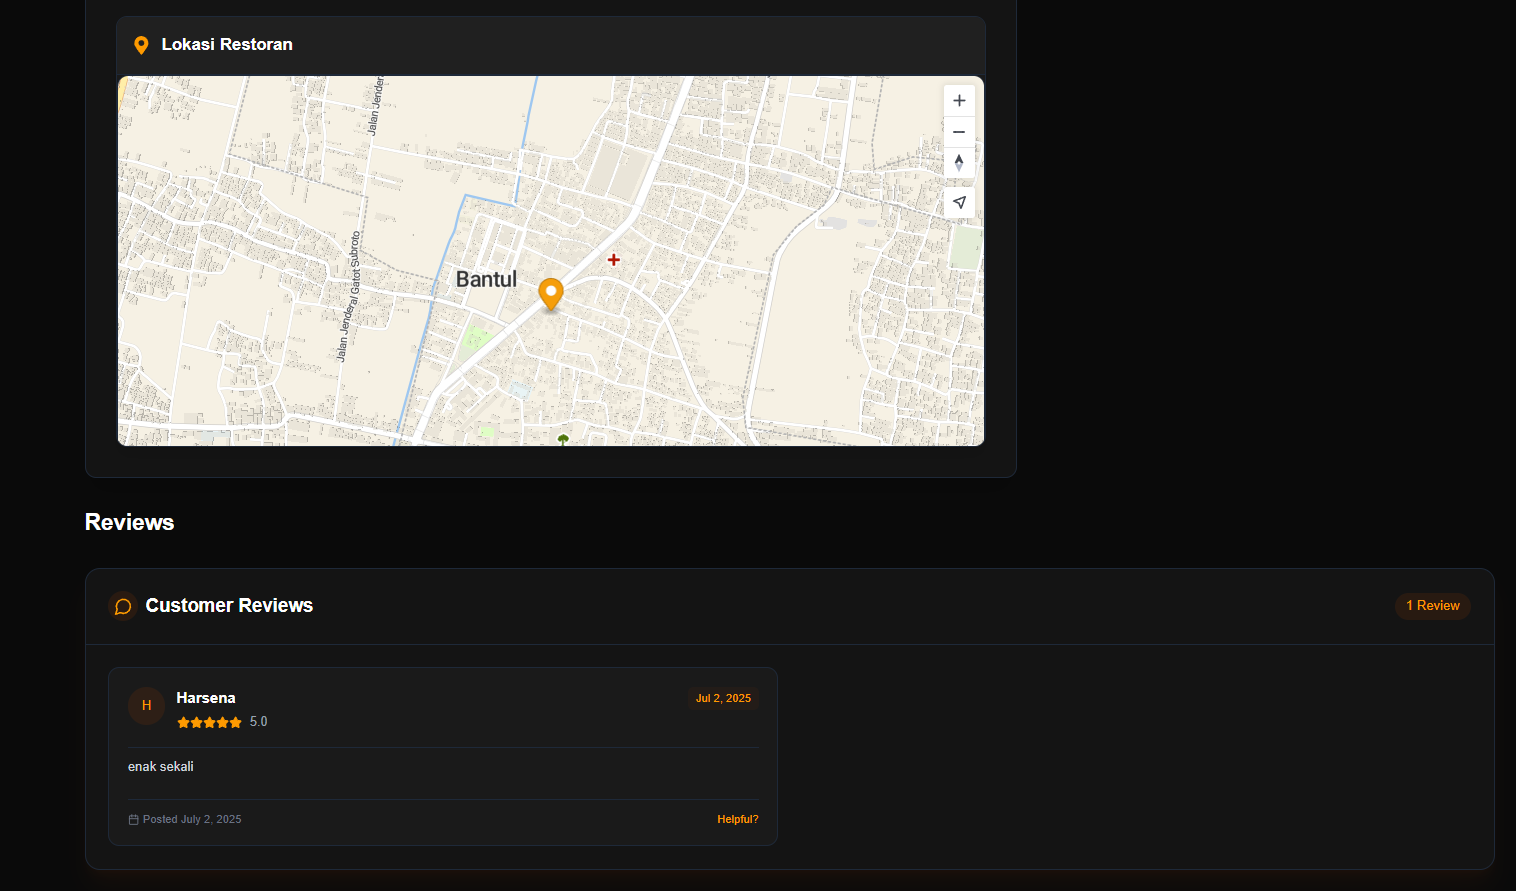 Lokasi Restoran
Jalan Jender
Jalan Jenderal Gatot Subroto
Bantul
Reviews
Customer Reviews
1 Review
H
Harsena
Jul 2, 2025
5.0
enak sekali
Posted July 2, 2025
Helpful?